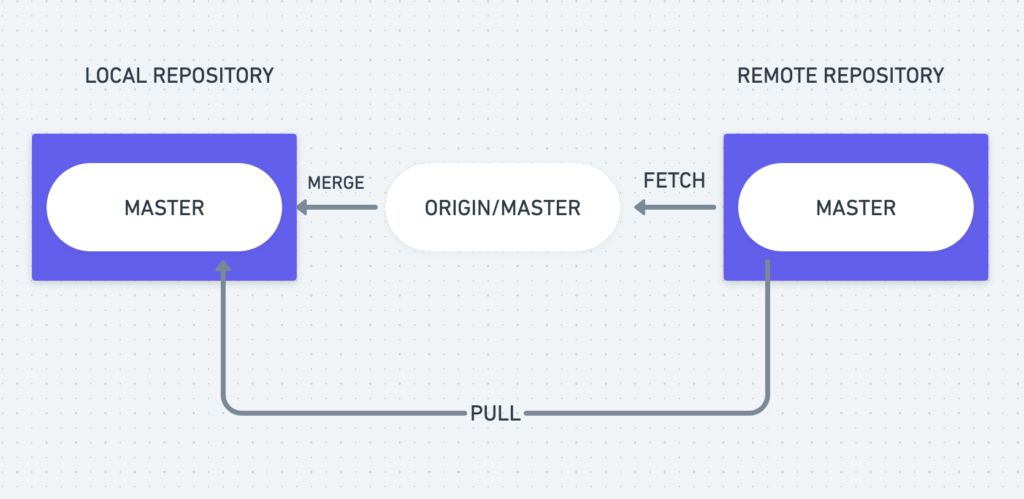 LOCAL REPOSITORY
REMOTE REPOSITORY
MASTER
MERGE
ORIGIN/MASTER
FETCH
MASTER
PULL